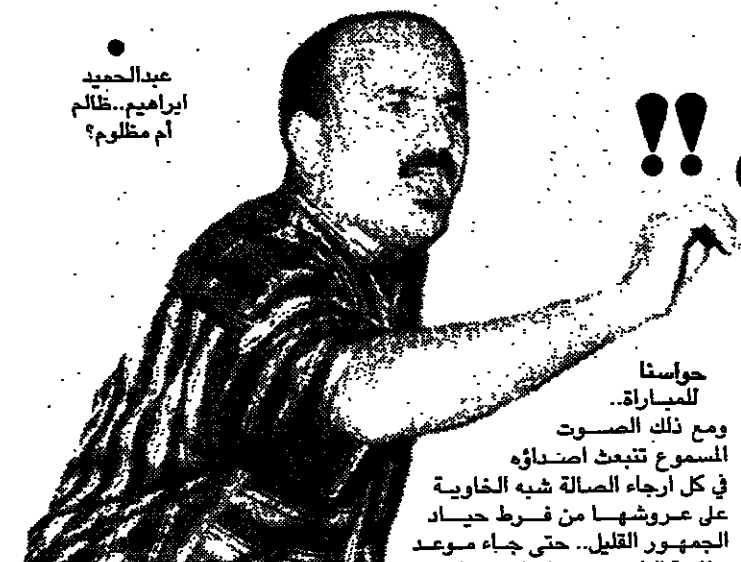 عبدالحميد
ابراهيم..ظالم
أم مظلوم؟
!!
حواسنا
للمباراة..
ومع ذلك الصوت
المسموع تنبعث اصداؤه
في كل ارجاء الصالة شبه الخاوية
على عروشها من فرط حياد
الجمهور القليل.. حتى جاء موعد